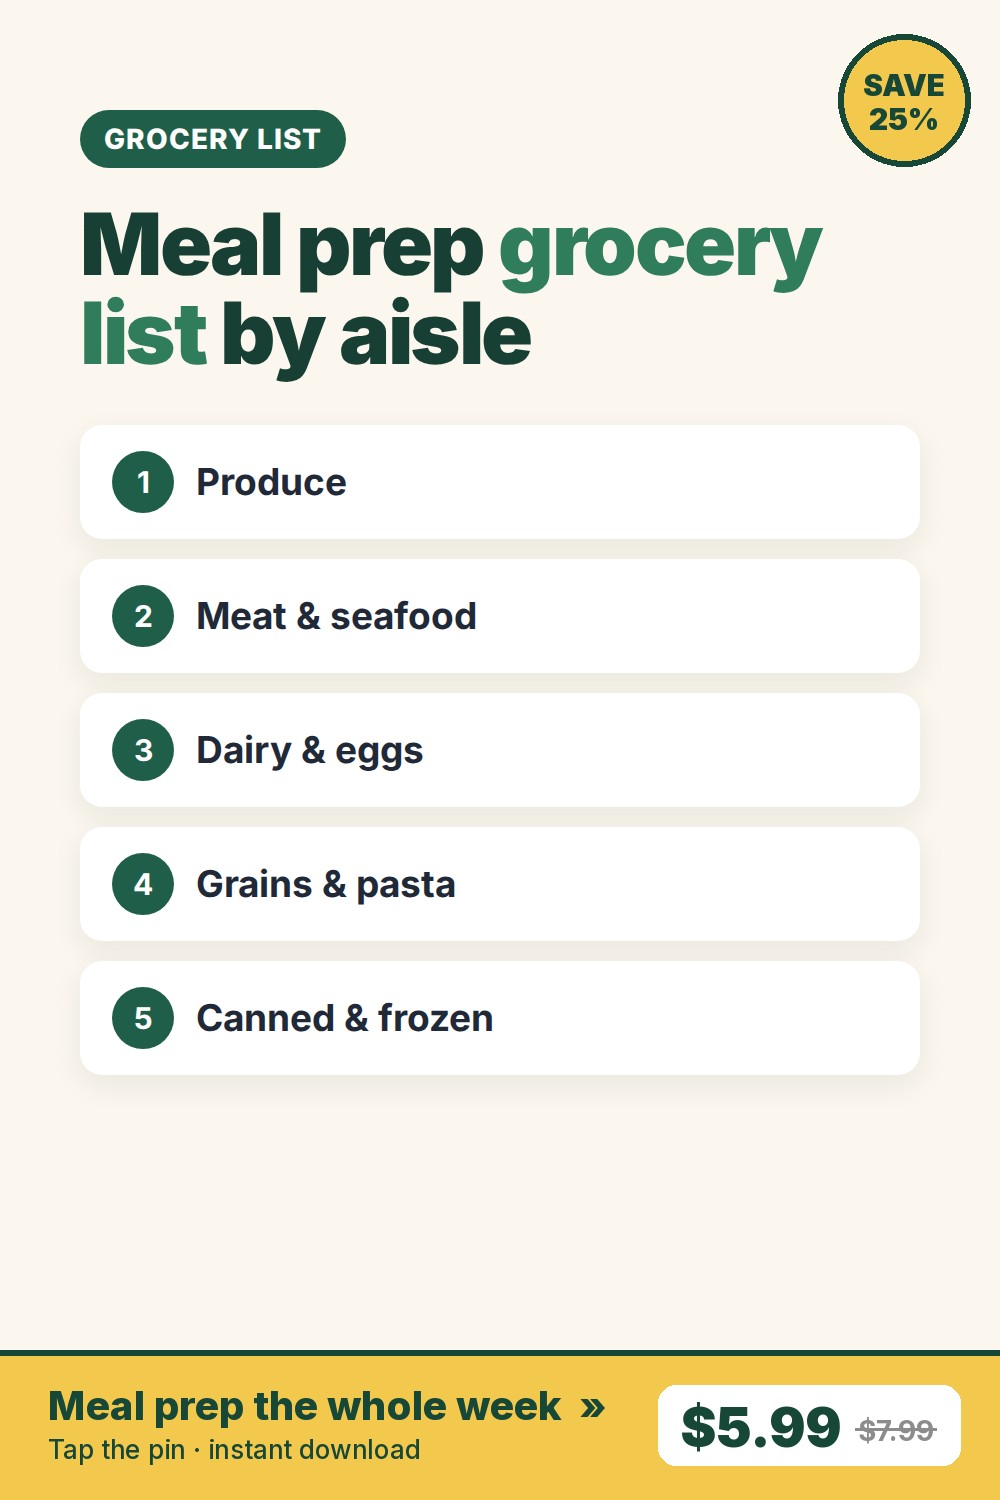 SAVE
25%
GROCERY LIST
Meal prep grocery
list by aisle
1 Produce
2 Meat & seafood
3 Dairy & eggs
4 Grains & pasta
5 Canned & frozen
Meal prep the whole week »
Tap the pin · instant download
$5.99 $7.99